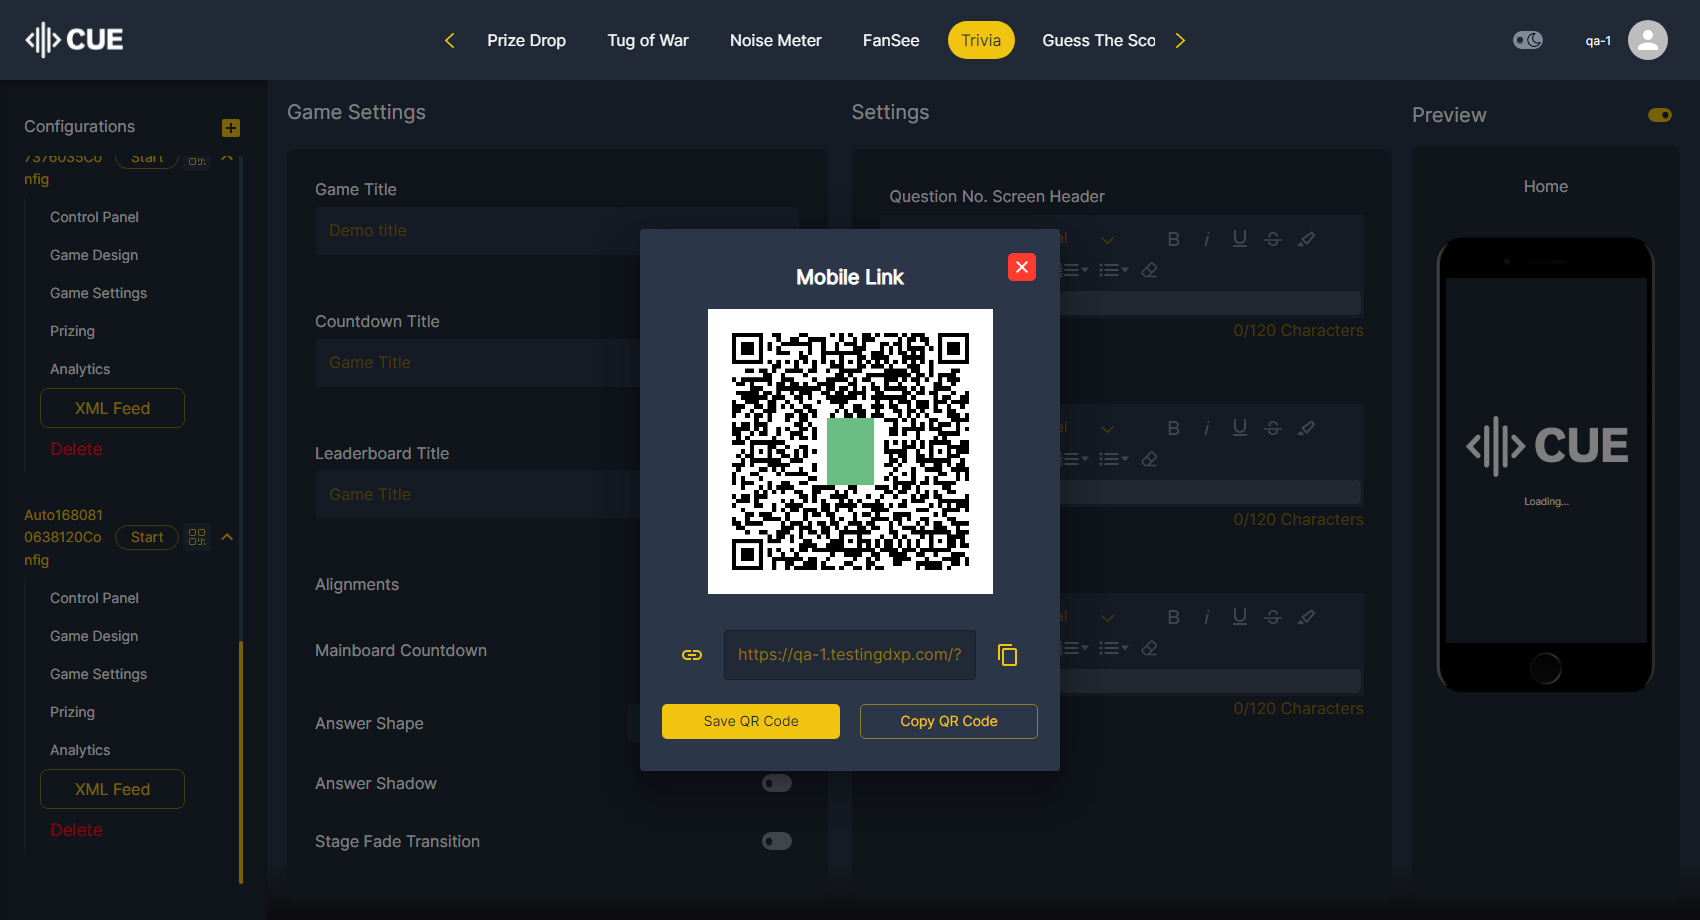 CUE
Prize Drop
Tug of War
Noise Meter
FanSee
Trivia
Guess The Sco
qa-1
Configurations
7376035Co
nfig
Start
Control Panel
Game Design
Game Settings
Prizing
Analytics
XML Feed
Delete
Auto168081
0638120Co
nfig
Start
Control Panel
Game Design
Game Settings
Prizing
Analytics
XML Feed
Delete
Game Settings
Game Title
Demo title
Countdown Title
Game Title
Leaderboard Title
Game Title
Alignments
Mainboard Countdown
Answer Shape
Answer Shadow
Stage Fade Transition
Mobile Link
https://qa-1.testingdxp.com/?
Save QR Code
Copy QR Code
Settings
Question No. Screen Header
al
B i U S
0/120 Characters
al
B i U S
0/120 Characters
al
B i U S
0/120 Characters
Preview
Home
CUE
Loading...